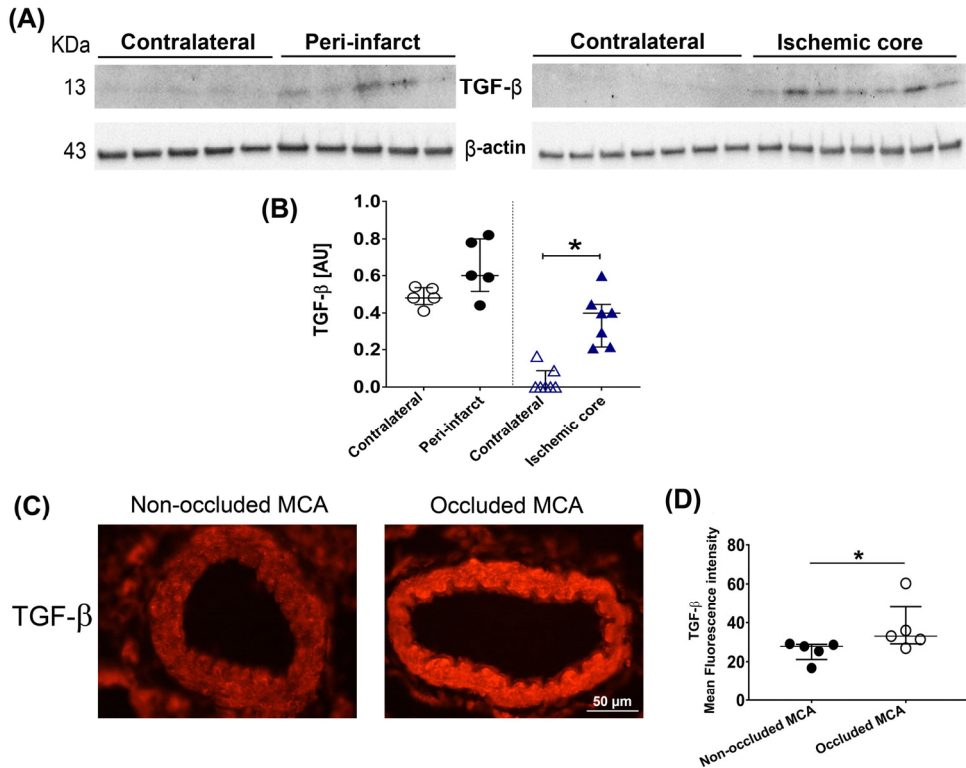 (A)
KDa
Contralateral
Peri-infarct
Contralateral
Ischemic core
13
TGF-β
43
β-actin
(B)
TGF-β [AU]
1.0
0.8
0.6
0.4
0.2
0.0
*
Contralateral
Peri-infarct
Contralateral
Ischemic core
(C)
Non-occluded MCA
Occluded MCA
TGF-β
50 µm
(D)
TGF-β
Mean Fluorescence intensity
80
60
40
20
0
*
Non-occluded MCA
Occluded MCA